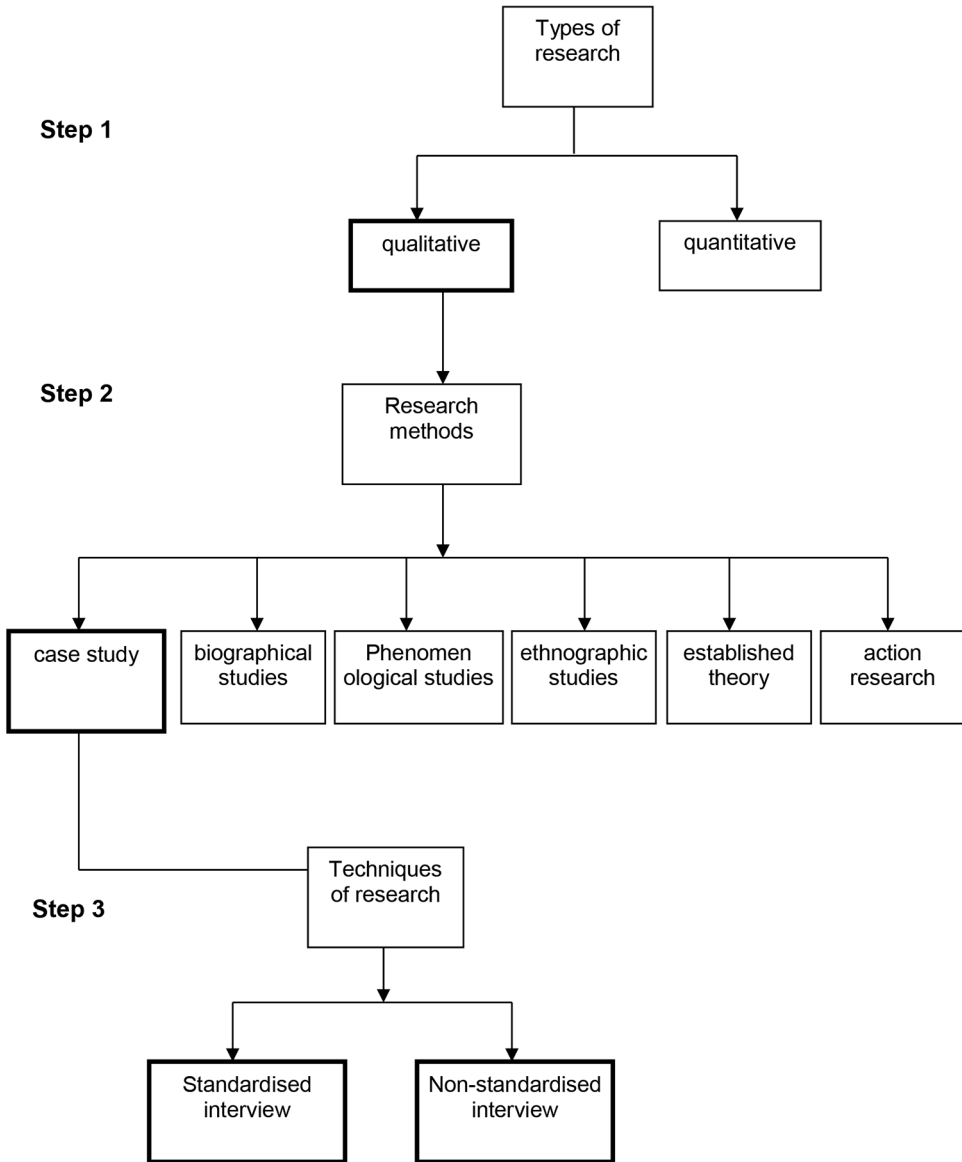 Types of
research
Step 1
qualitative
quantitative
Step 2
Research
methods
case study
biographical
studies
Phenomen
ological studies
ethnographic
studies
established
theory
action
research
Techniques
of research
Step 3
Standardised
interview
Non-standardised
interview